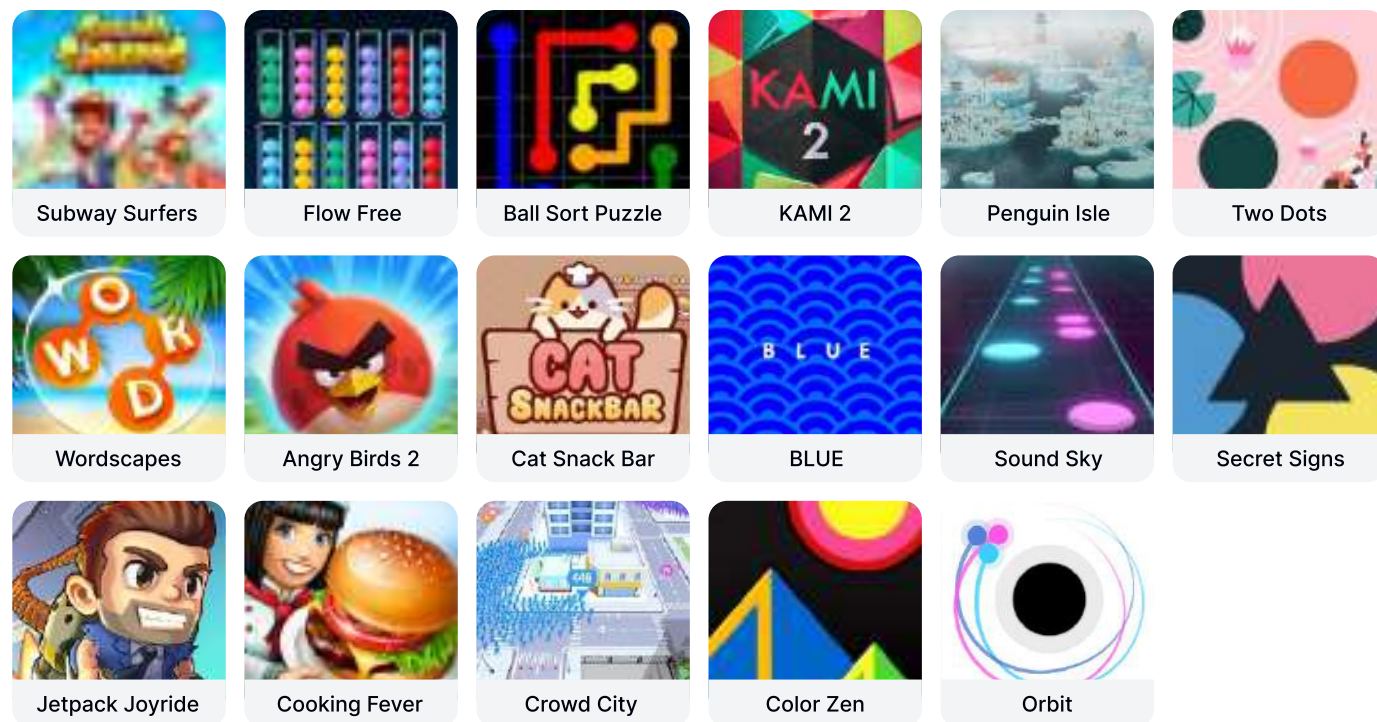 Subway Surfers
Flow Free
Ball Sort Puzzle
KAMI
2
KAMI 2
Penguin Isle
Two Dots
W O R D
Wordscapes
Angry Birds 2
CAT
SNACKBAR
Cat Snack Bar
BLUE
BLUE
Sound Sky
Secret Signs
Jetpack Joyride
Cooking Fever
446
Crowd City
Color Zen
Orbit